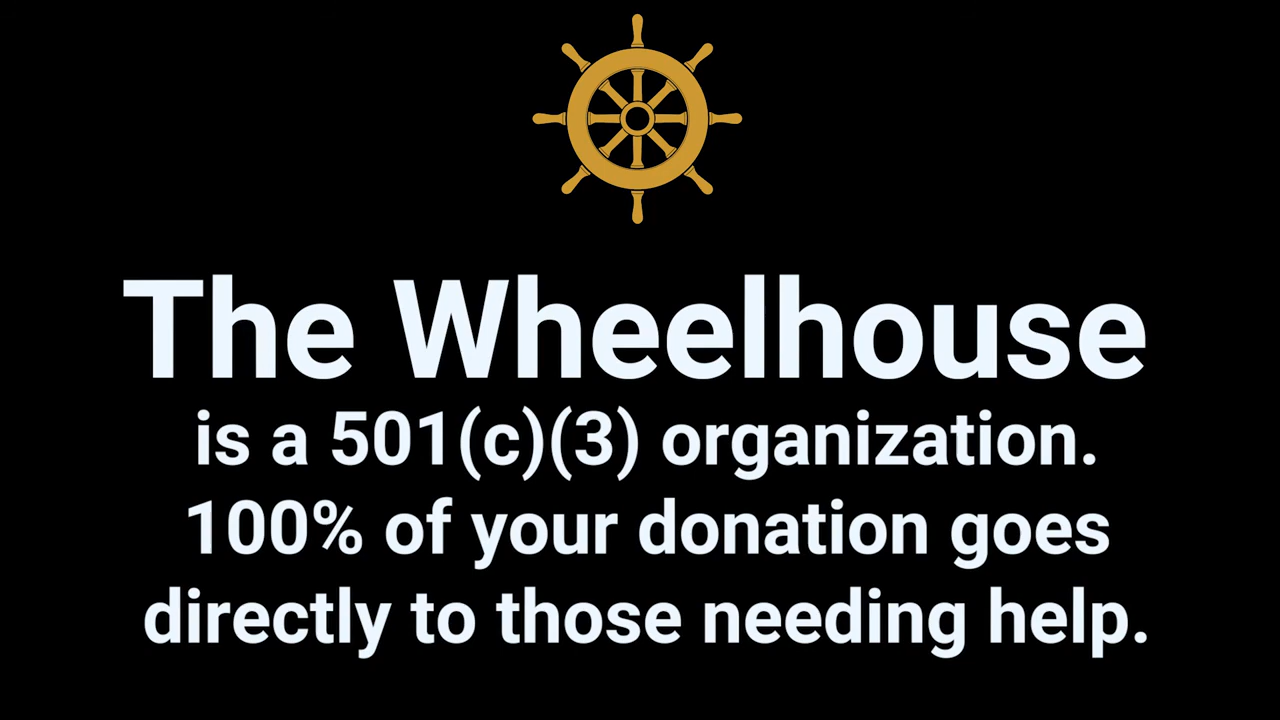 The Wheelhouse
is a 501(c)(3) organization.
100% of your donation goes
directly to those needing help.